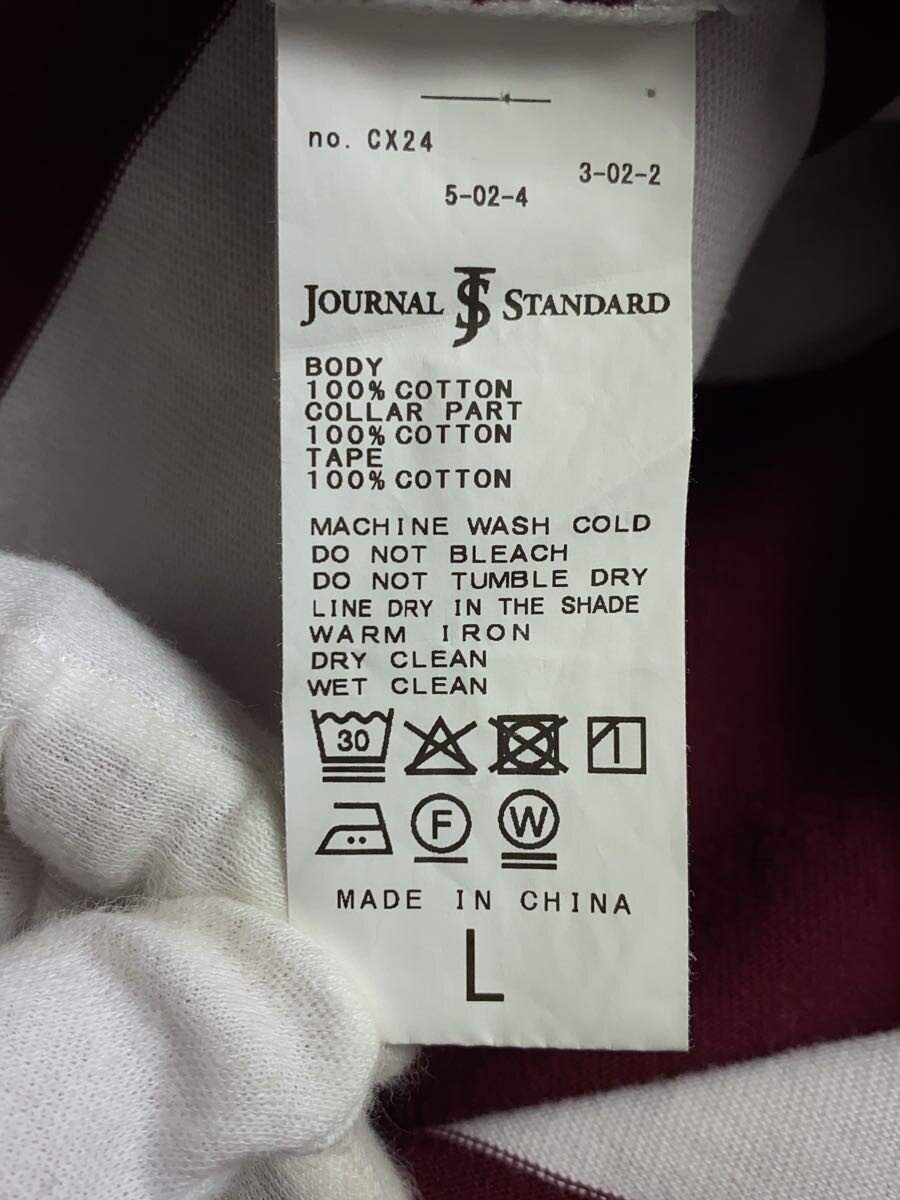 no. CX24
3-02-2
5-02-4
JOURNAL JS STANDARD
BODY
100% COTTON
COLLAR PART
100% COTTON
TAPE
100% COTTON
MACHINE WASH COLD
DO NOT BLEACH
DO NOT TUMBLE DRY
LINE DRY IN THE SHADE
WARM IRON
DRY CLEAN
WET CLEAN
30
F W
MADE IN CHINA
L